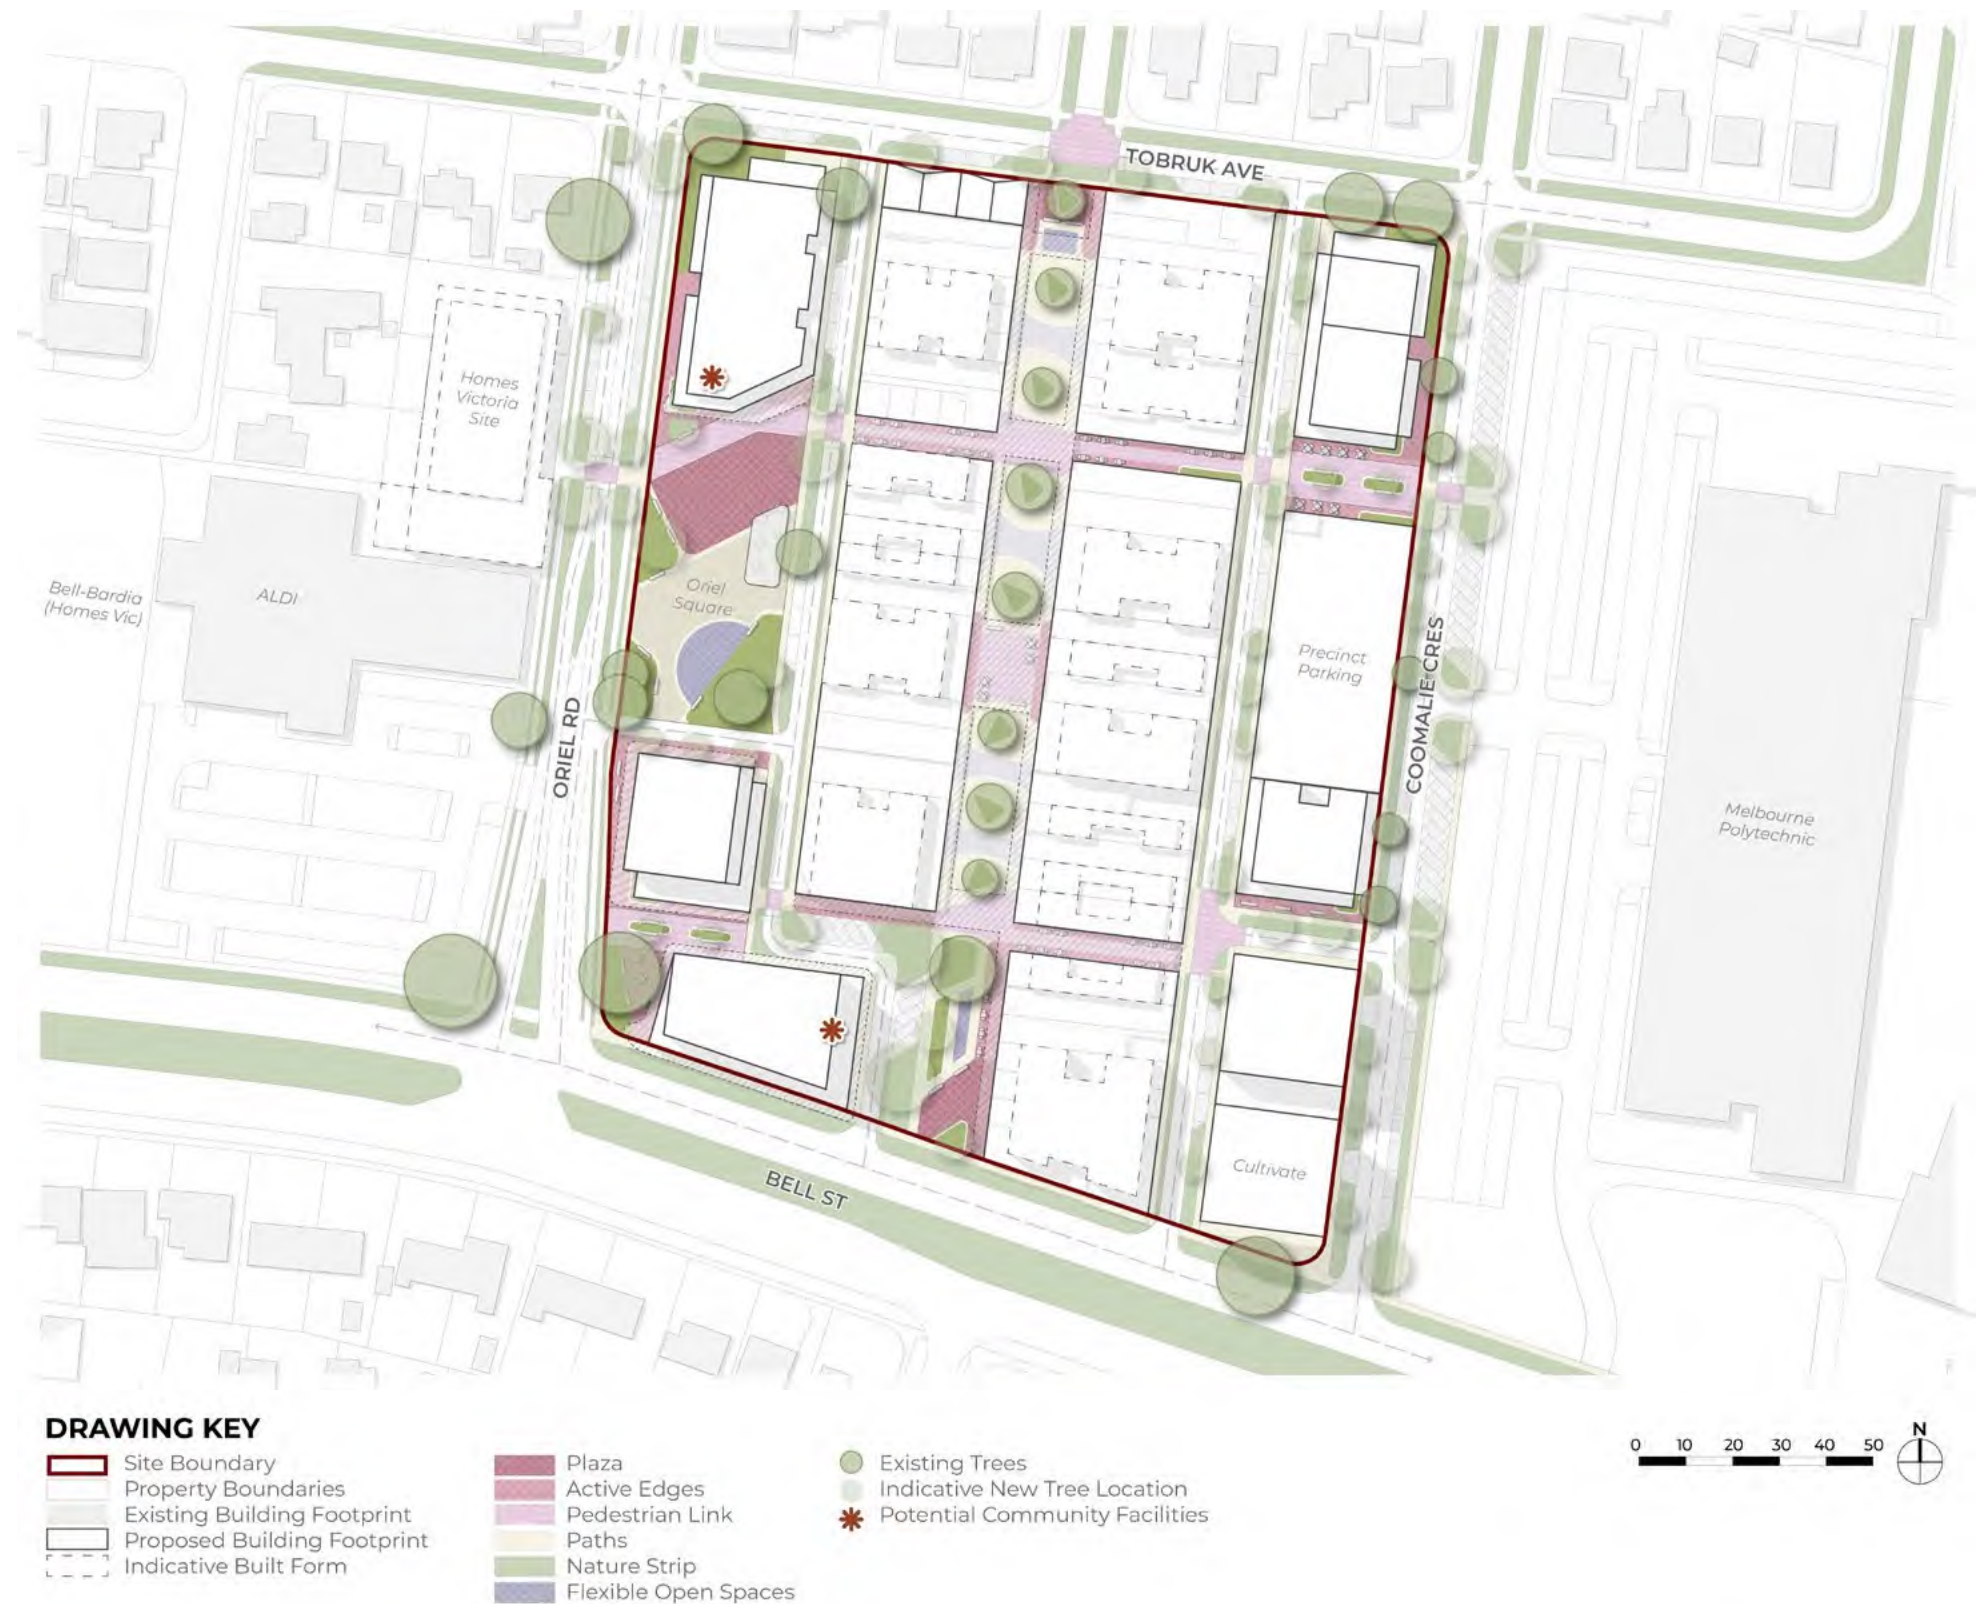 TOBRUK AVE
Homes
Victoria
Site
Bell-Bardia
(Homes Vic)
ALDI
Oriel
Square
ORIEL RD
Precinct
Parking
COOMALIE CRES
Melbourne
Polytechnic
Cultivate
BELL ST
DRAWING KEY
Site Boundary
Property Boundaries
Existing Building Footprint
Proposed Building Footprint
Indicative Built Form
Plaza
Active Edges
Pedestrian Link
Paths
Nature Strip
Flexible Open Spaces
Existing Trees
Indicative New Tree Location
Potential Community Facilities
0 10 20 30 40 50
N